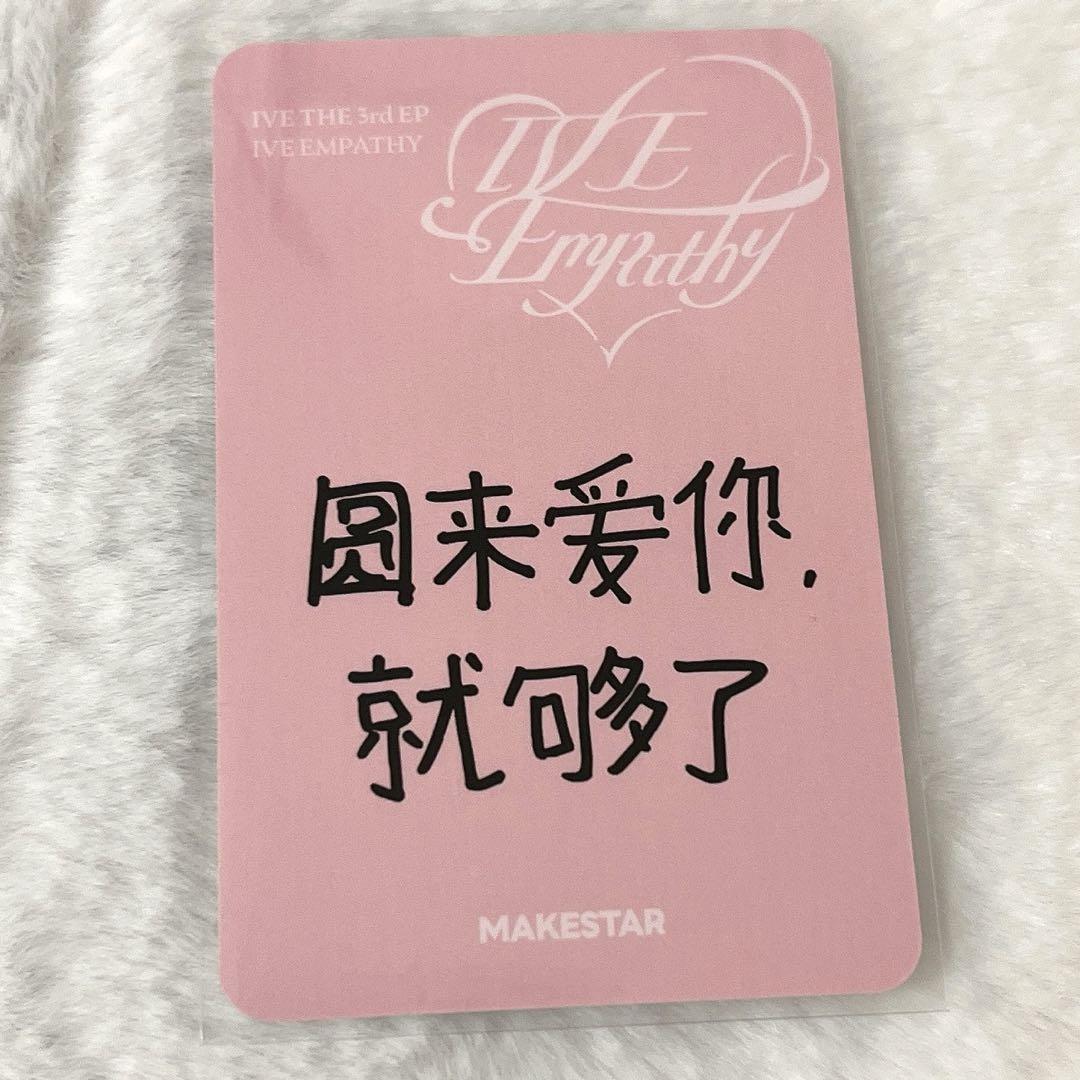 IVE THE 3rd EP
IVE EMPATHY
IVE
Empathy
圆来爱你,
就够了
MAKESTAR